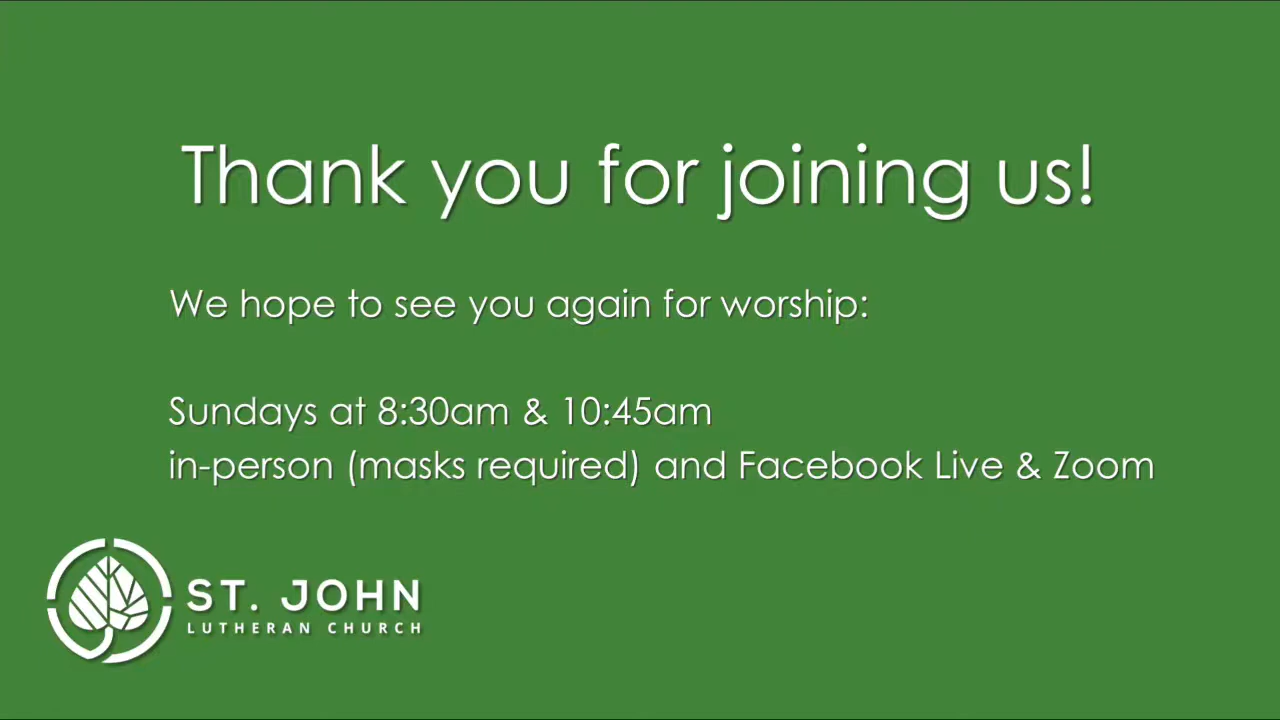 Thank you for joining us!
We hope to see you again for worship:
Sundays at 8:30am & 10:45am
in-person (masks required) and Facebook Live & Zoom
ST. JOHN
LUTHERAN CHURCH